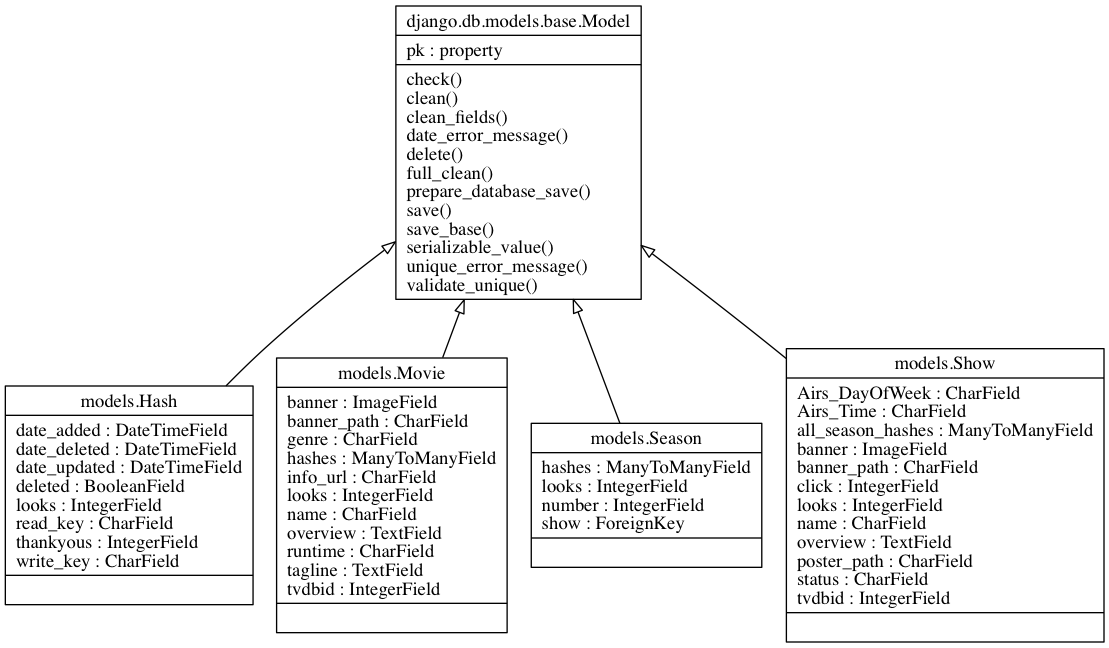 django.db.models.base.Model
pk : property
check()
clean()
clean_fields()
date_error_message()
delete()
full_clean()
prepare_database_save()
save()
save_base()
serializable_value()
unique_error_message()
validate_unique()
models.Hash
date_added : DateTimeField
date_deleted : DateTimeField
date_updated : DateTimeField
deleted : BooleanField
looks : IntegerField
read_key : CharField
thankyous : IntegerField
write_key : CharField
models.Movie
banner : ImageField
banner_path : CharField
genre : CharField
hashes : ManyToManyField
info_url : CharField
looks : IntegerField
name : CharField
overview : TextField
runtime : CharField
tagline : TextField
tvdbid : IntegerField
models.Season
hashes : ManyToManyField
looks : IntegerField
number : IntegerField
show : ForeignKey
models.Show
Airs_DayOfWeek : CharField
Airs_Time : CharField
all_season_hashes : ManyToManyField
banner : ImageField
banner_path : CharField
click : IntegerField
looks : IntegerField
name : CharField
overview : TextField
poster_path : CharField
status : CharField
tvdbid : IntegerField